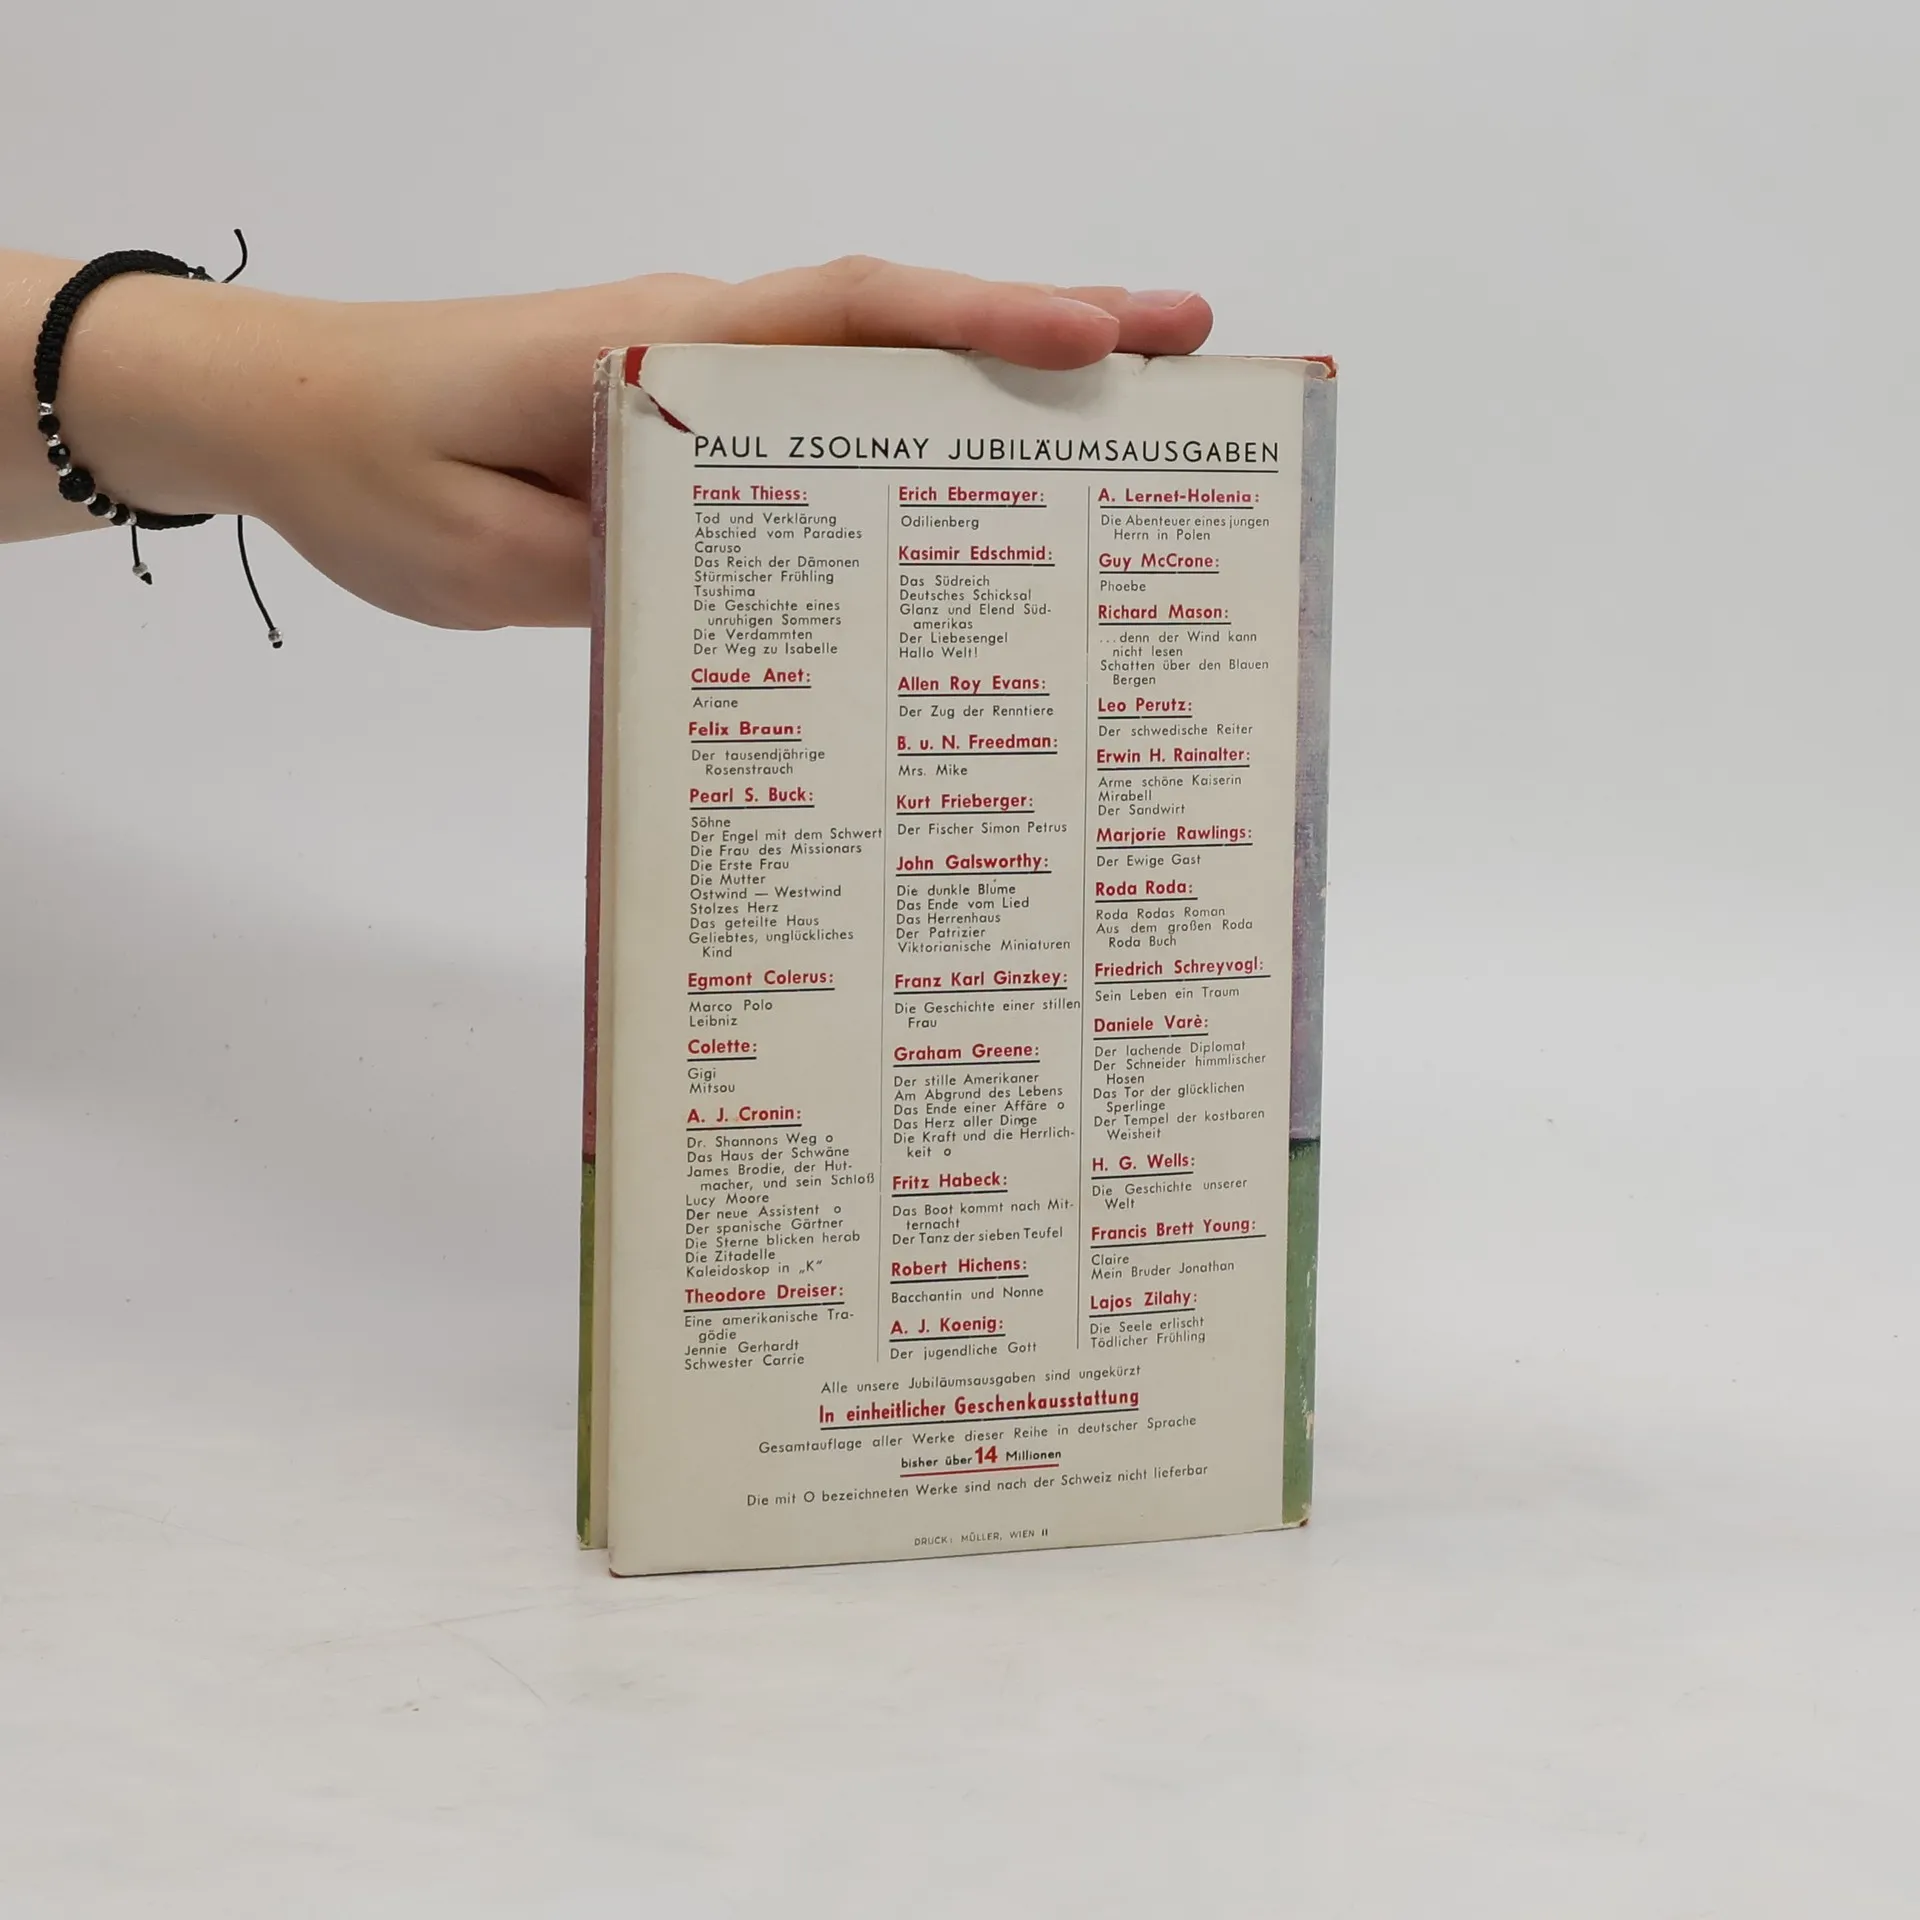 PAUL ZSOLNAY JUBILÄUMSAUSGABEN
Frank Thiess:
Tod und Verklärung
Abschied vom Paradies
Caruso
Das Reich der Dämonen
Stürmischer Frühling
Tsushima
Die Geschichte eines
unruhigen Sommers
Die Verdammten
Der Weg zu Isabelle
Claude Anet:
Ariane
Felix Braun:
Der tausendjährige
Rosenstrauch
Pearl S. Buck:
Söhne
Der Engel mit dem Schwert
Die Frau des Missionars
Die Erste Frau
Die Mutter
Ostwind — Westwind
Stolzes Herz
Das geteilte Haus
Geliebtes, unglückliches
Kind
Egmont Colerus:
Marco Polo
Leibniz
Colette:
Gigi
Mitsou
A. J. Cronin:
Dr. Shannons Weg o
Das Haus der Schwäne
James Brodie, der Hut-
macher, und sein Schloß
Lucy Moore
Der neue Assistent o
Der spanische Gärtner
Die Sterne blicken herab
Die Zitadelle
Kaleidoskop in „K“
Theodore Dreiser:
Eine amerikanische Tra-
gödie
Jennie Gerhardt
Schwester Carrie
Erich Ebermayer:
Odilienberg
Kasimir Edschmid:
Das Südreich
Deutsches Schicksal
Glanz und Elend Süd-
amerikas
Der Liebesengel
Hallo Welt!
Allen Roy Evans:
Der Zug der Renntiere
B. u. N. Freedman:
Mrs. Mike
Kurt Frieberger:
Der Fischer Simon Petrus
John Galsworthy:
Die dunkle Blume
Das Ende vom Lied
Das Herrenhaus
Der Patrizier
Viktorianische Miniaturen
Franz Karl Ginzkey:
Die Geschichte einer stillen
Frau
Graham Greene:
Der stille Amerikaner
Am Abgrund des Lebens
Das Ende einer Affäre o
Das Herz aller Dinge
Die Kraft und die Herrlich-
keit o
Fritz Habeck:
Das Boot kommt nach Mit-
ternacht
Der Tanz der sieben Teufel
Robert Hichens:
Bacchantin und Nonne
A. J. Koenig:
Der jugendliche Gott
A. Lernet-Holenia:
Die Abenteuer eines jungen
Herrn in Polen
Guy McCrone:
Phoebe
Richard Mason:
...denn der Wind kann
nicht lesen
Schatten über den Blauen
Bergen
Leo Perutz:
Der schwedische Reiter
Erwin H. Rainalter:
Arme schöne Kaiserin
Mirabell
Der Sandwirt
Marjorie Rawlings:
Der Ewige Gast
Roda Roda:
Roda Rodas Roman
Aus dem großen Roda
Roda Buch
Friedrich Schreyvogl:
Sein Leben ein Traum
Daniele Varè:
Der lachende Diplomat
Der Schneider himmlischer
Hosen
Das Tor der glücklichen
Sperlinge
Der Tempel der kostbaren
Weisheit
H. G. Wells:
Die Geschichte unserer
Welt
Francis Brett Young:
Claire
Mein Bruder Jonathan
Lajos Zilahy:
Die Seele erlischt
Tödlicher Frühling
Alle unsere Jubiläumsausgaben sind ungekürzt
In einheitlicher Geschenkausstattung
Gesamtauflage aller Werke dieser Reihe in deutscher Sprache
bisher über 14 Millionen
Die mit O bezeichneten Werke sind nach der Schweiz nicht lieferbar
DRUCK: MÜLLER, WIEN II